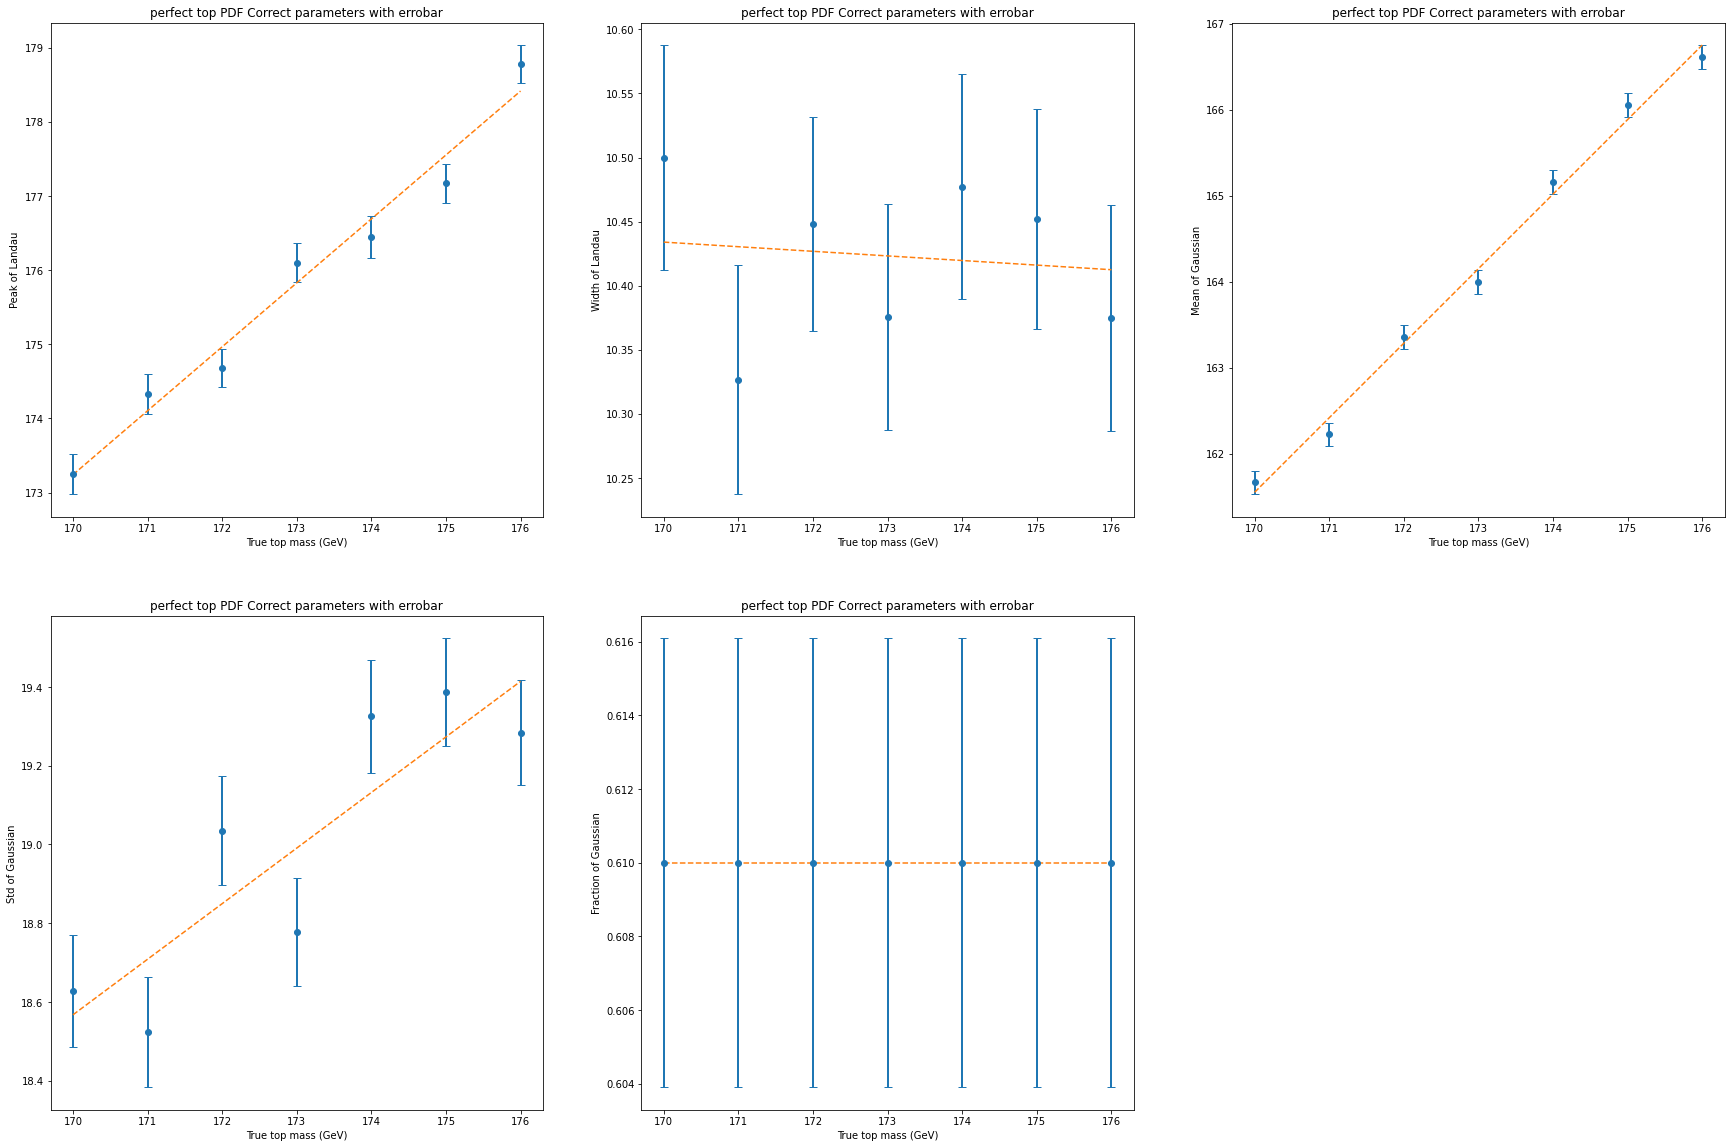 perfect top PDF Correct parameters with errobar
179
178
177
176
175
174
173
Peak of Landau
170 171 172 173 174 175 176
True top mass (GeV)
perfect top PDF Correct parameters with errobar
10.60
10.55
10.50
10.45
10.40
10.35
10.30
10.25
Width of Landau
170 171 172 173 174 175 176
True top mass (GeV)
perfect top PDF Correct parameters with errobar
167
166
165
164
163
162
Mean of Gaussian
170 171 172 173 174 175 176
True top mass (GeV)
perfect top PDF Correct parameters with errobar
19.4
19.2
19.0
18.8
18.6
18.4
Std of Gaussian
170 171 172 173 174 175 176
True top mass (GeV)
perfect top PDF Correct parameters with errobar
0.616
0.614
0.612
0.610
0.608
0.606
0.604
Fraction of Gaussian
170 171 172 173 174 175 176
True top mass (GeV)